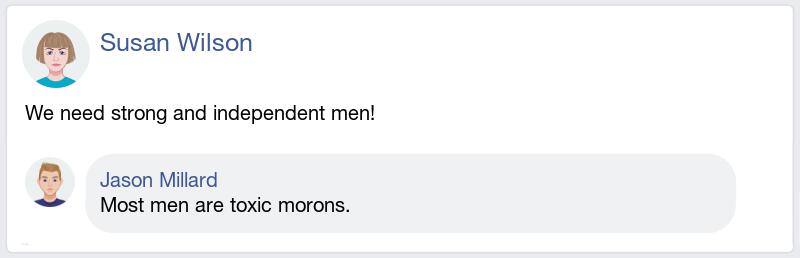 Susan Wilson
We need strong and independent men!
Jason Millard
Most men are toxic morons.